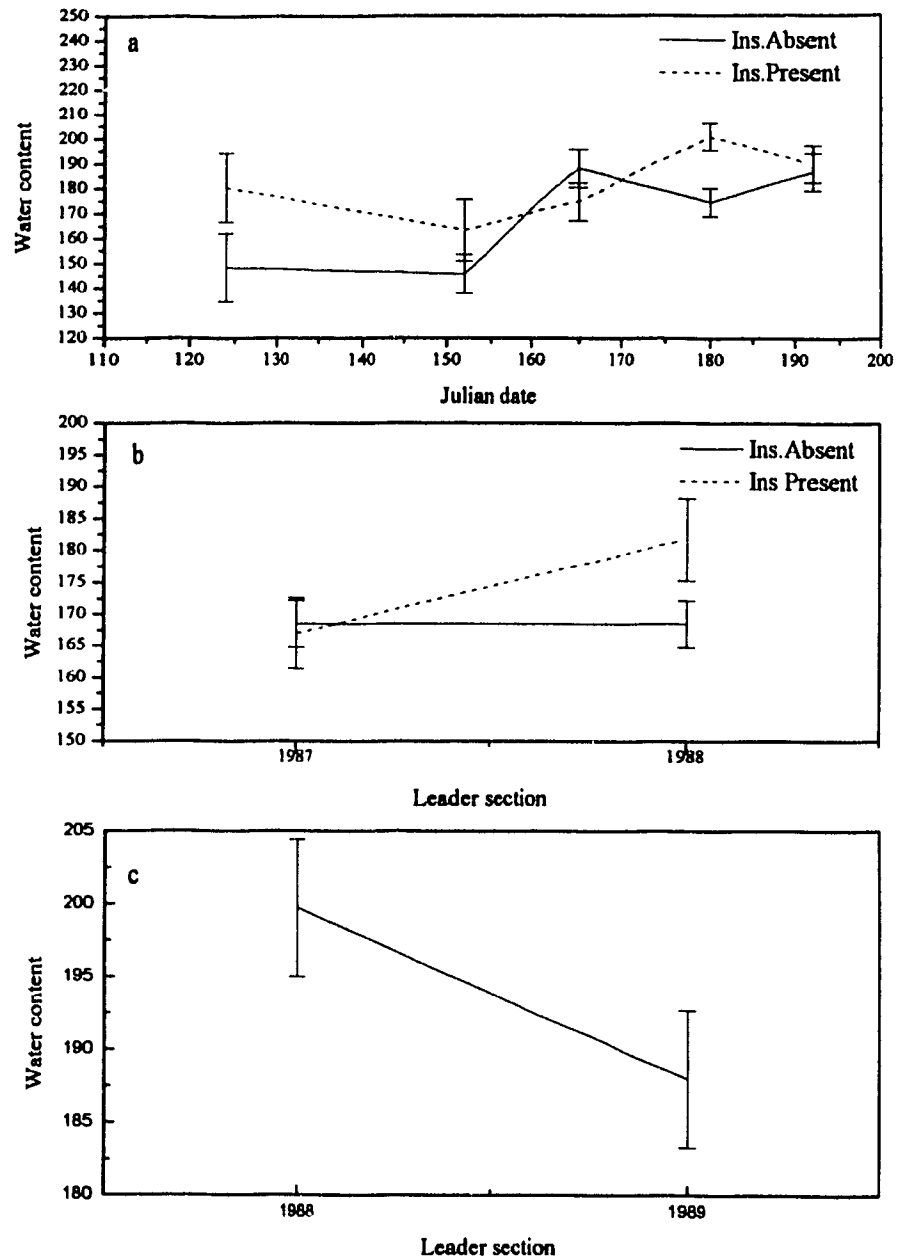 a
Ins.Absent
Ins.Present
250
240
230
220
210
200
190
180
170
160
150
140
130
120
Water content
110 120 130 140 150 160 170 180 190 200
Julian date
b
Ins.Absent
Ins Present
200
195
190
185
180
175
170
165
160
155
150
Water content
1987 1988
Leader section
c
205
200
195
190
185
180
Water content
1988 1989
Leader section